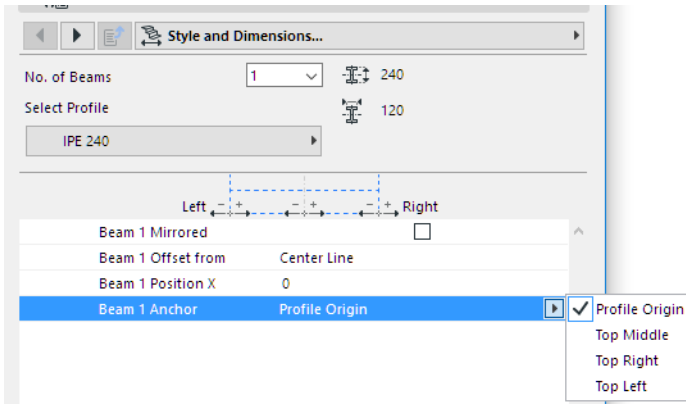 Style and Dimensions...
No. of Beams 1 240
Select Profile 120
IPE 240
Left - + - + - + Right
Beam 1 Mirrored
Beam 1 Offset from Center Line
Beam 1 Position X 0
Beam 1 Anchor Profile Origin
Profile Origin
Top Middle
Top Right
Top Left